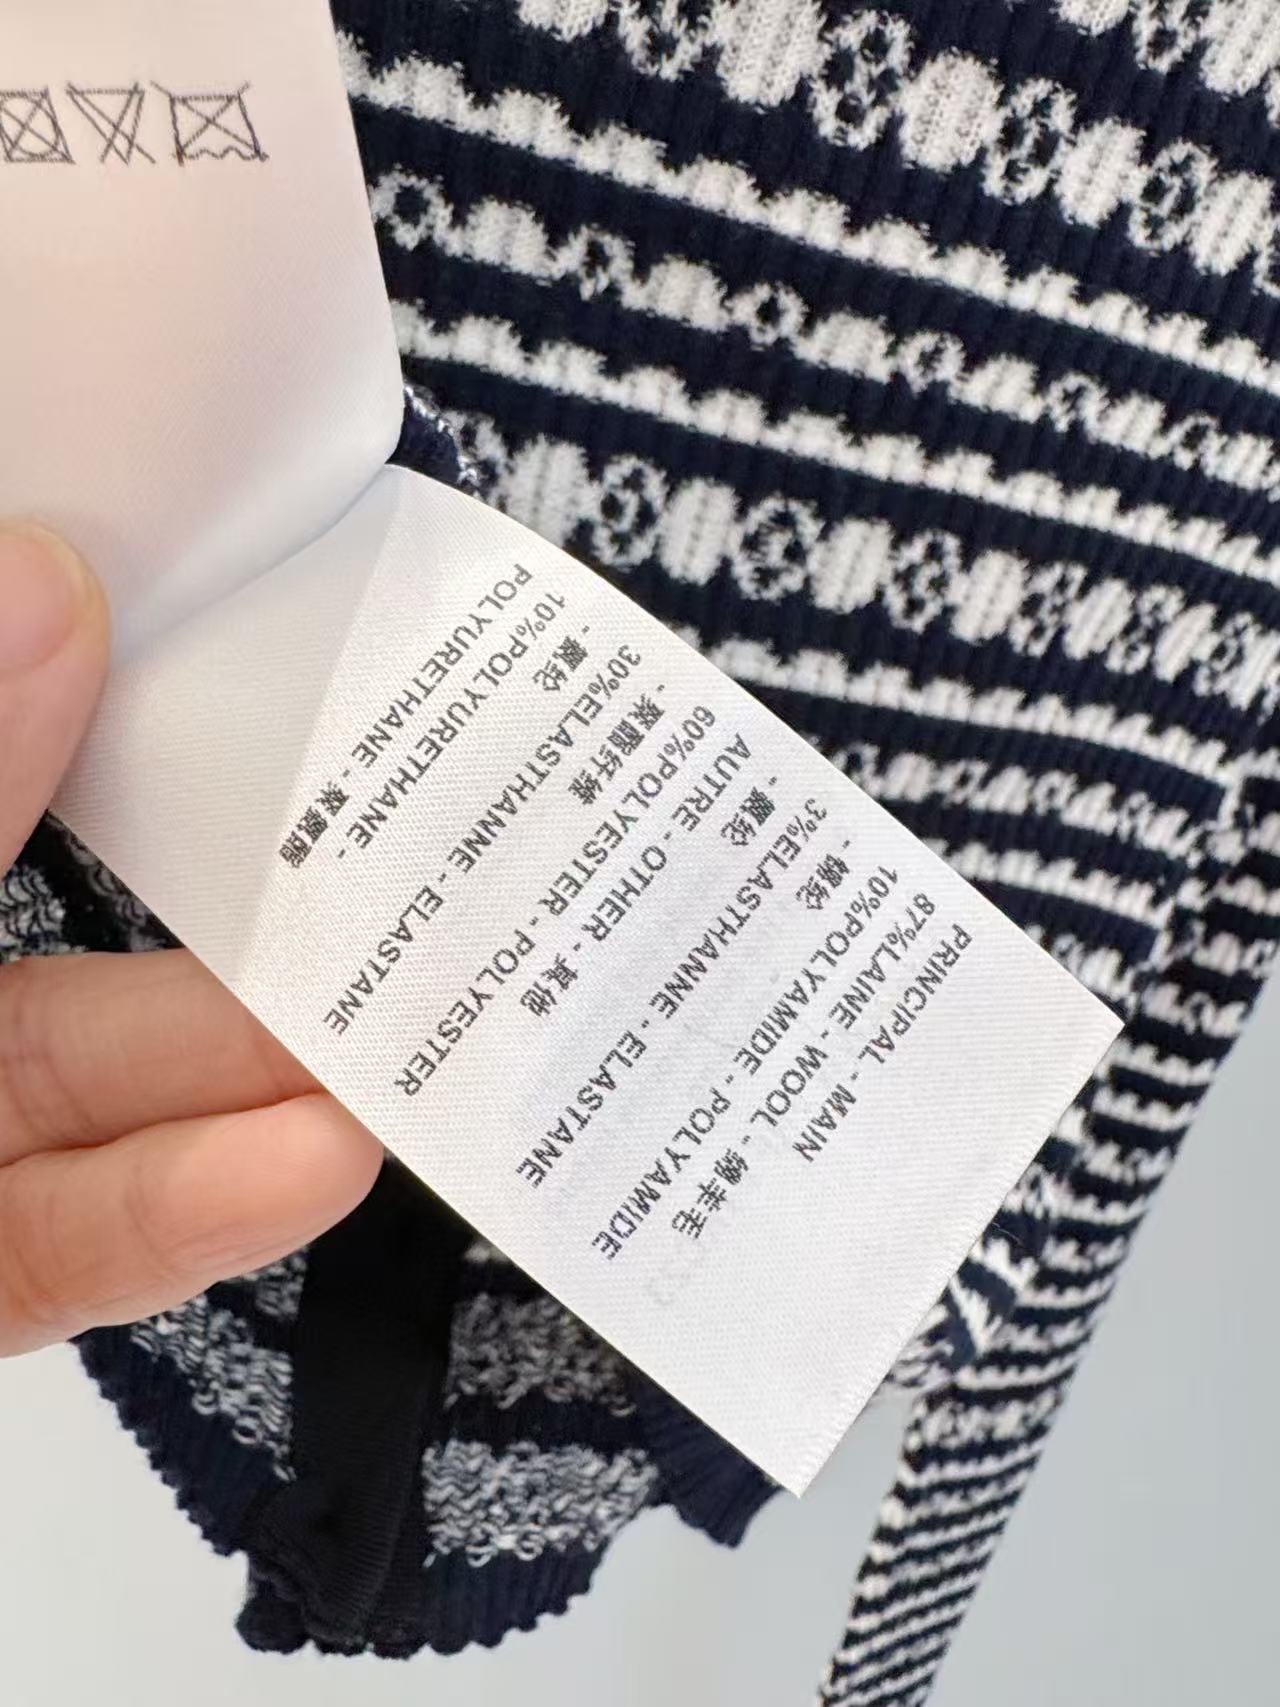 PRINCIPAL - MAIN
87%LAINE - WOOL - 绵羊毛
10%POLYAMIDE - POLYAMIDE
- 锦纶
3%ELASTHANNE - ELASTANE
- 氨纶
AUTRE - OTHER - 其他
60%POLYESTER - POLYESTER
- 聚酯纤维
30%ELASTHANNE - ELASTANE
- 氨纶
10%POLYURETHANE -
POLYURETHANE - 聚氨酯